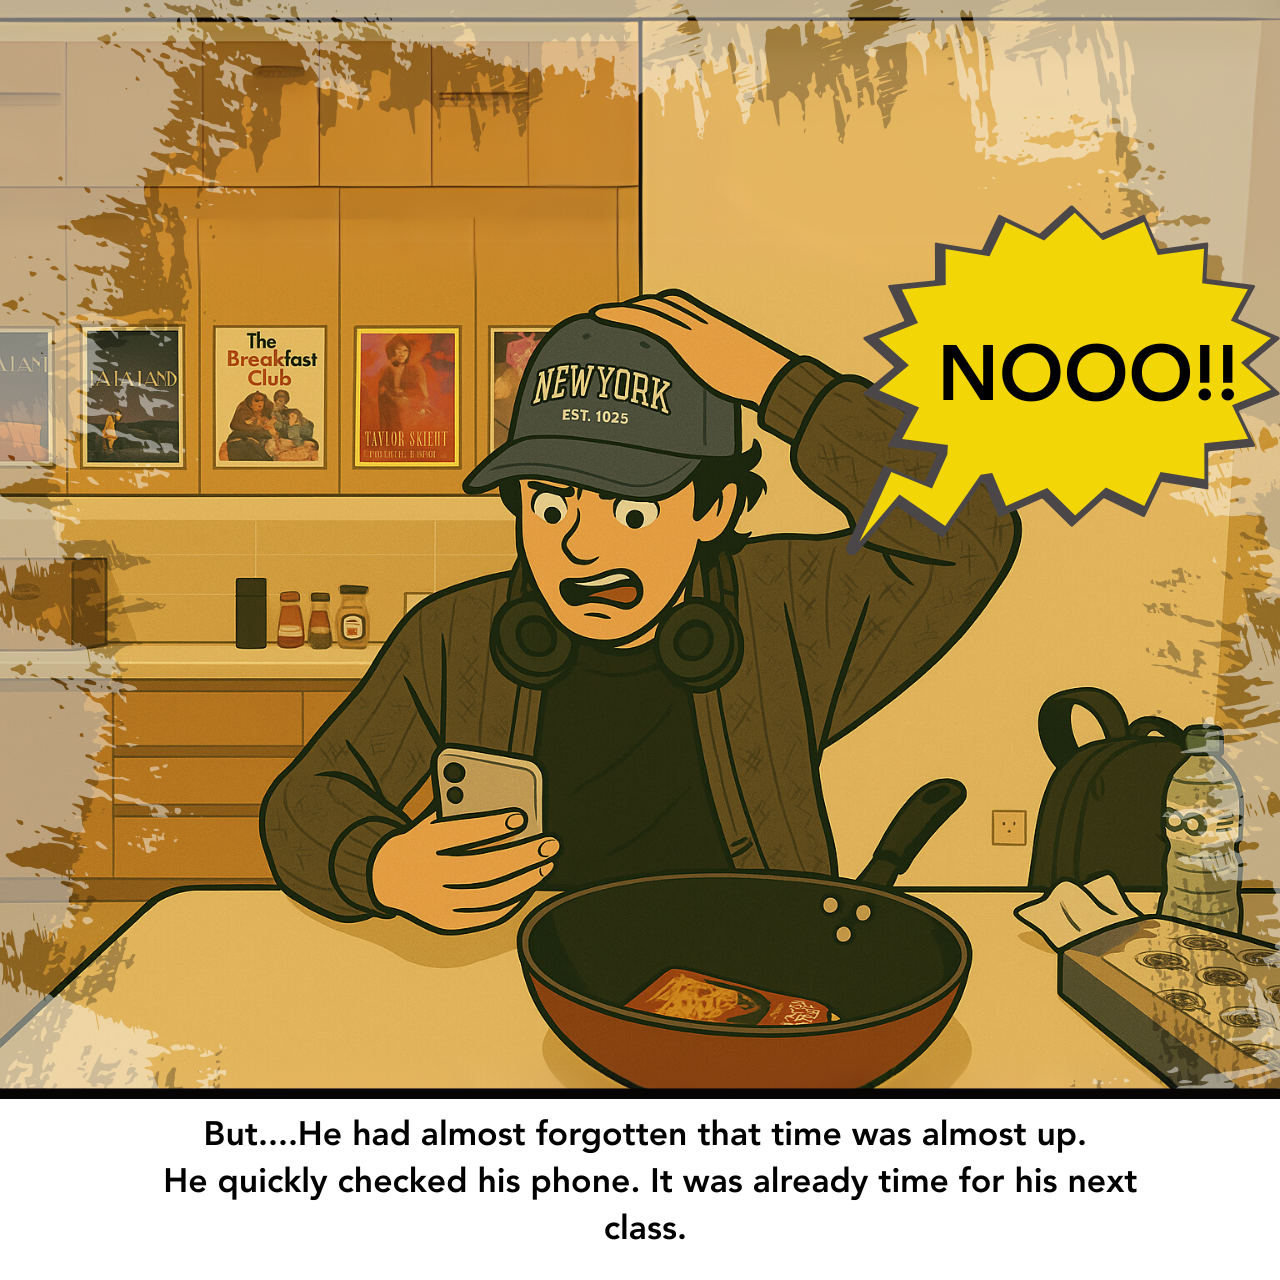 LA LA LAND
The
Breakfast
Club
TAYLOR SKIEHT
NEW YORK
EST. 1025
NOOO!!
But....He had almost forgotten that time was almost up.
He quickly checked his phone. It was already time for his next
class.